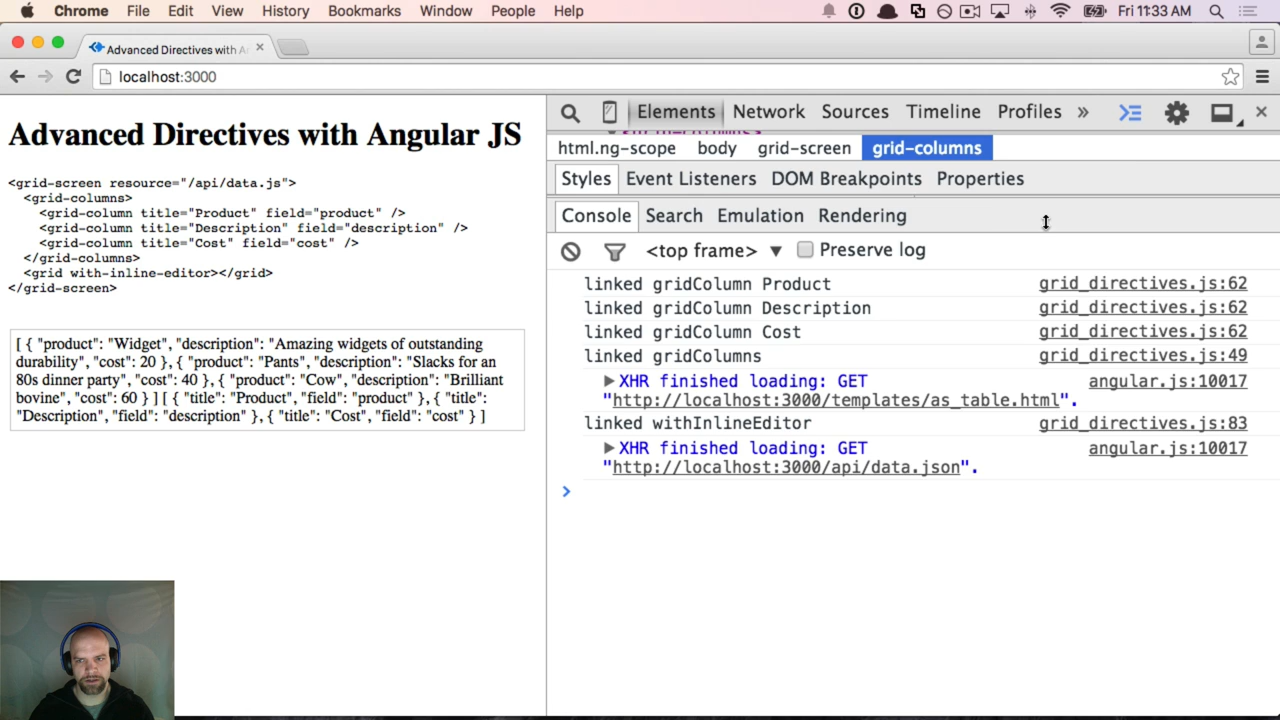 Chrome File Edit View History Bookmarks Window People Help Fri 11:33 AM
Advanced Directives with A
localhost:3000
Advanced Directives with Angular JS
<grid-screen resource="/api/data.js">
<grid-columns>
<grid-column title="Product" field="product" />
<grid-column title="Description" field="description" />
<grid-column title="Cost" field="cost" />
</grid-columns>
<grid with-inline-editor></grid>
</grid-screen>
[ { "product": "Widget", "description": "Amazing widgets of outstanding
durability", "cost": 20 }, { "product": "Pants", "description": "Slacks for an
80s dinner party", "cost": 40 }, { "product": "Cow", "description": "Brilliant
bovine", "cost": 60 } ] [ { "title": "Product", "field": "product" }, { "title":
"Description", "field": "description" }, { "title": "Cost", "field": "cost" } ]
Elements Network Sources Timeline Profiles »
html.ng-scope body grid-screen grid-columns
Styles Event Listeners DOM Breakpoints Properties
Console Search Emulation Rendering
<top frame> ▼ Preserve log
linked gridColumn Product grid_directives.js:62
linked gridColumn Description grid_directives.js:62
linked gridColumn Cost grid_directives.js:62
linked gridColumns grid_directives.js:49
▶XHR finished loading: GET angular.js:10017
"http://localhost:3000/templates/as_table.html".
linked withInlineEditor grid_directives.js:83
▶XHR finished loading: GET angular.js:10017
"http://localhost:3000/api/data.json".